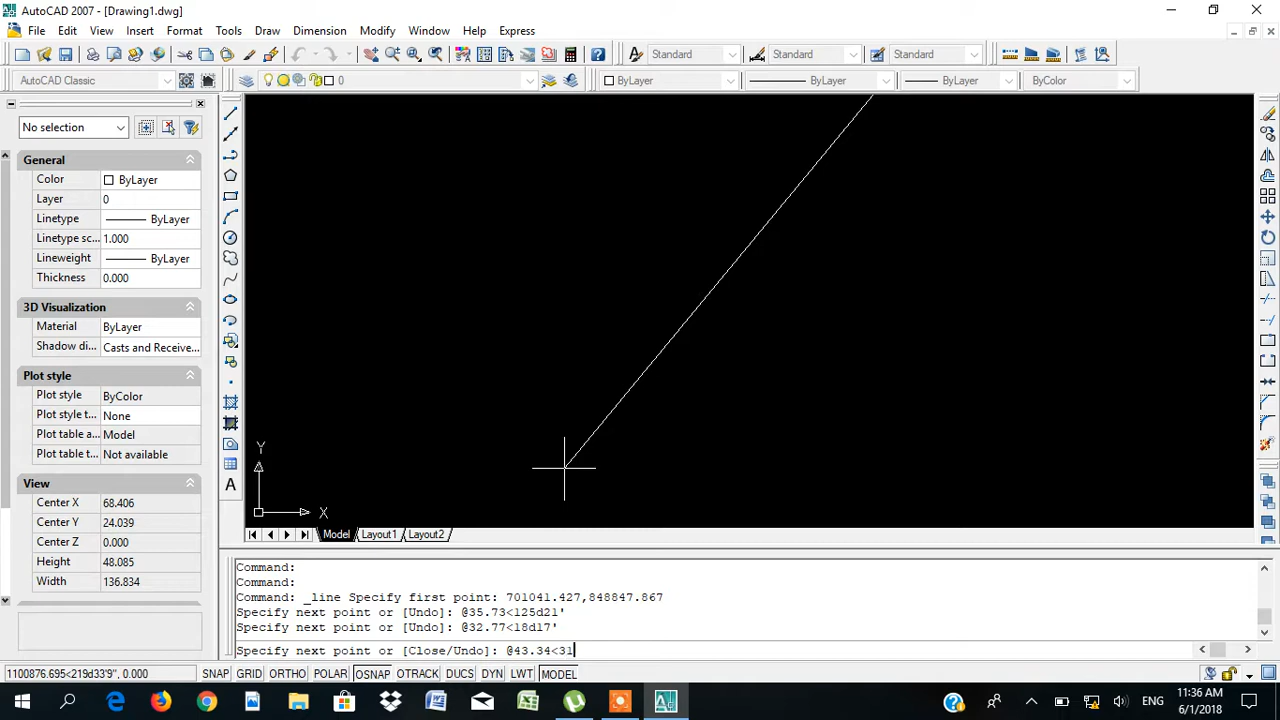 AutoCAD 2007 - [Drawing1.dwg]
File Edit View Insert Format Tools Draw Dimension Modify Window Help Express
Standard Standard Standard
AutoCAD Classic 0 ByLayer ByLayer ByLayer ByColor
No selection
General
Color ByLayer
Layer 0
Linetype ByLayer
Linetype sc... 1.000
Lineweight ByLayer
Thickness 0.000
3D Visualization
Material ByLayer
Shadow di... Casts and Receive...
Plot style
Plot style ByColor
Plot style t... None
Plot table a... Model
Plot table t... Not available
View
Center X 68.406
Center Y 24.039
Center Z 0.000
Height 48.085
Width 136.834
A
Y
X
Model Layout1 Layout2
Command:
Command:
Command: _line Specify first point: 701041.427,848847.867
Specify next point or [Undo]: @35.73<125d21'
Specify next point or [Undo]: @32.77<18d17'
Specify next point or [Close/Undo]: @43.34<31
1100876.695<219d33'9", 0.000 SNAP GRID ORTHO POLAR OSNAP OTRACK DUCS DYN LWT MODEL
ENG
11:36 AM
6/1/2018